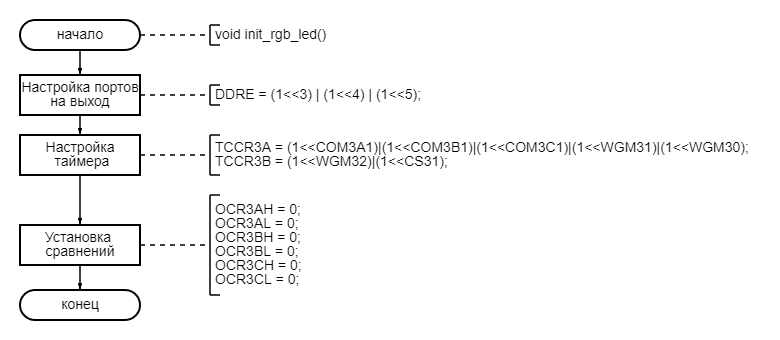 начало
void init_rgb_led()
Настройка портов
на выход
DDRE = (1<<3) | (1<<4) | (1<<5);
Настройка
таймера
TCCR3A = (1<<COM3A1)|(1<<COM3B1)|(1<<COM3C1)|(1<<WGM31)|(1<<WGM30);
TCCR3B = (1<<WGM32)|(1<<CS31);
Установка
сравнений
OCR3AH = 0;
OCR3AL = 0;
OCR3BH = 0;
OCR3BL = 0;
OCR3CH = 0;
OCR3CL = 0;
конец